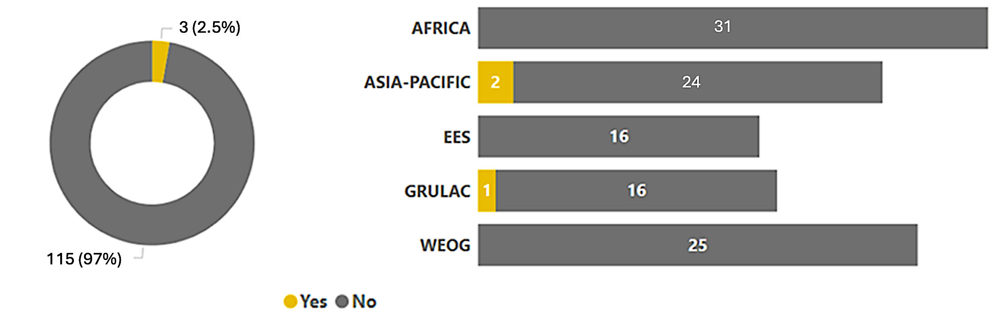 3 (2.5%)
115 (97%)
AFRICA 31
ASIA-PACIFIC 2 24
EES 16
GRULAC 1 16
WEOG 25
Yes No